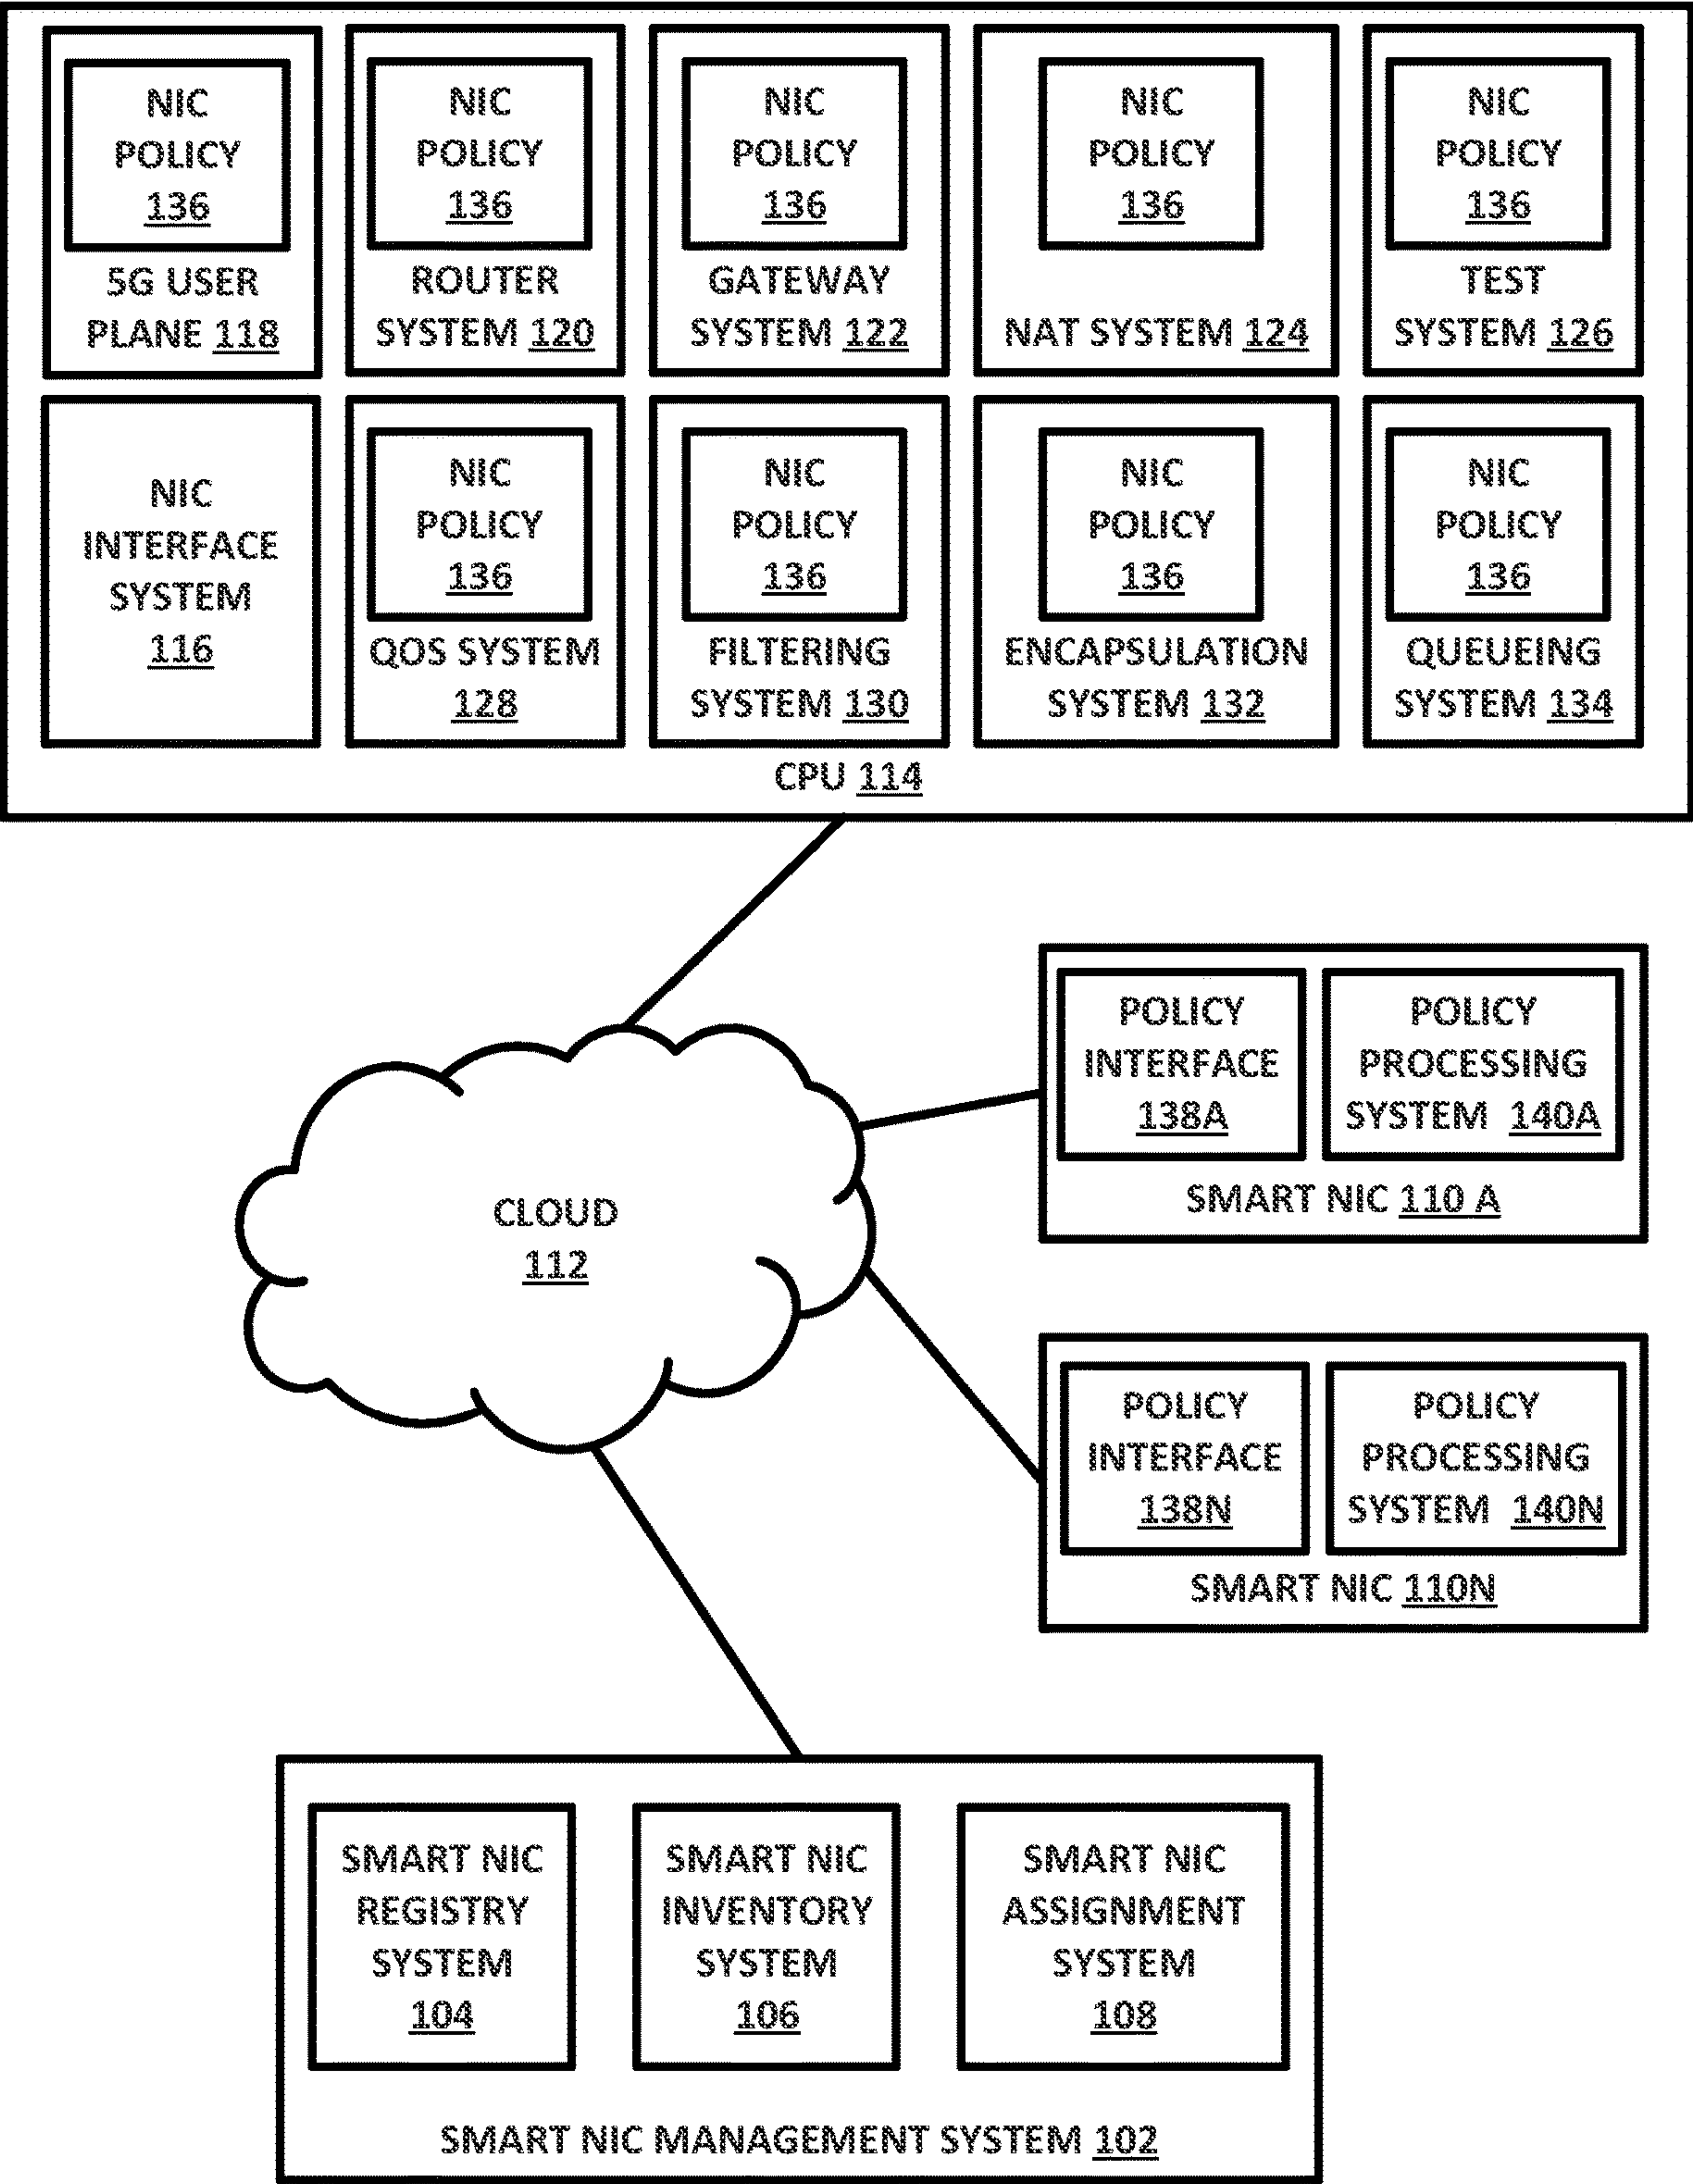 NIC
POLICY
136
5G USER
PLANE 118
NIC
POLICY
136
ROUTER
SYSTEM 120
NIC
POLICY
136
GATEWAY
SYSTEM 122
NIC
POLICY
136
NAT SYSTEM 124
NIC
POLICY
136
TEST
SYSTEM 126
NIC
INTERFACE
SYSTEM
116
NIC
POLICY
136
QOS SYSTEM
128
NIC
POLICY
136
FILTERING
SYSTEM 130
NIC
POLICY
136
ENCAPSULATION
SYSTEM 132
NIC
POLICY
136
QUEUEING
SYSTEM 134
CPU 114
POLICY
INTERFACE
138A
POLICY
PROCESSING
SYSTEM 140A
SMART NIC 110 A
CLOUD
112
POLICY
INTERFACE
138N
POLICY
PROCESSING
SYSTEM 140N
SMART NIC 110N
SMART NIC
REGISTRY
SYSTEM
104
SMART NIC
INVENTORY
SYSTEM
106
SMART NIC
ASSIGNMENT
SYSTEM
108
SMART NIC MANAGEMENT SYSTEM 102